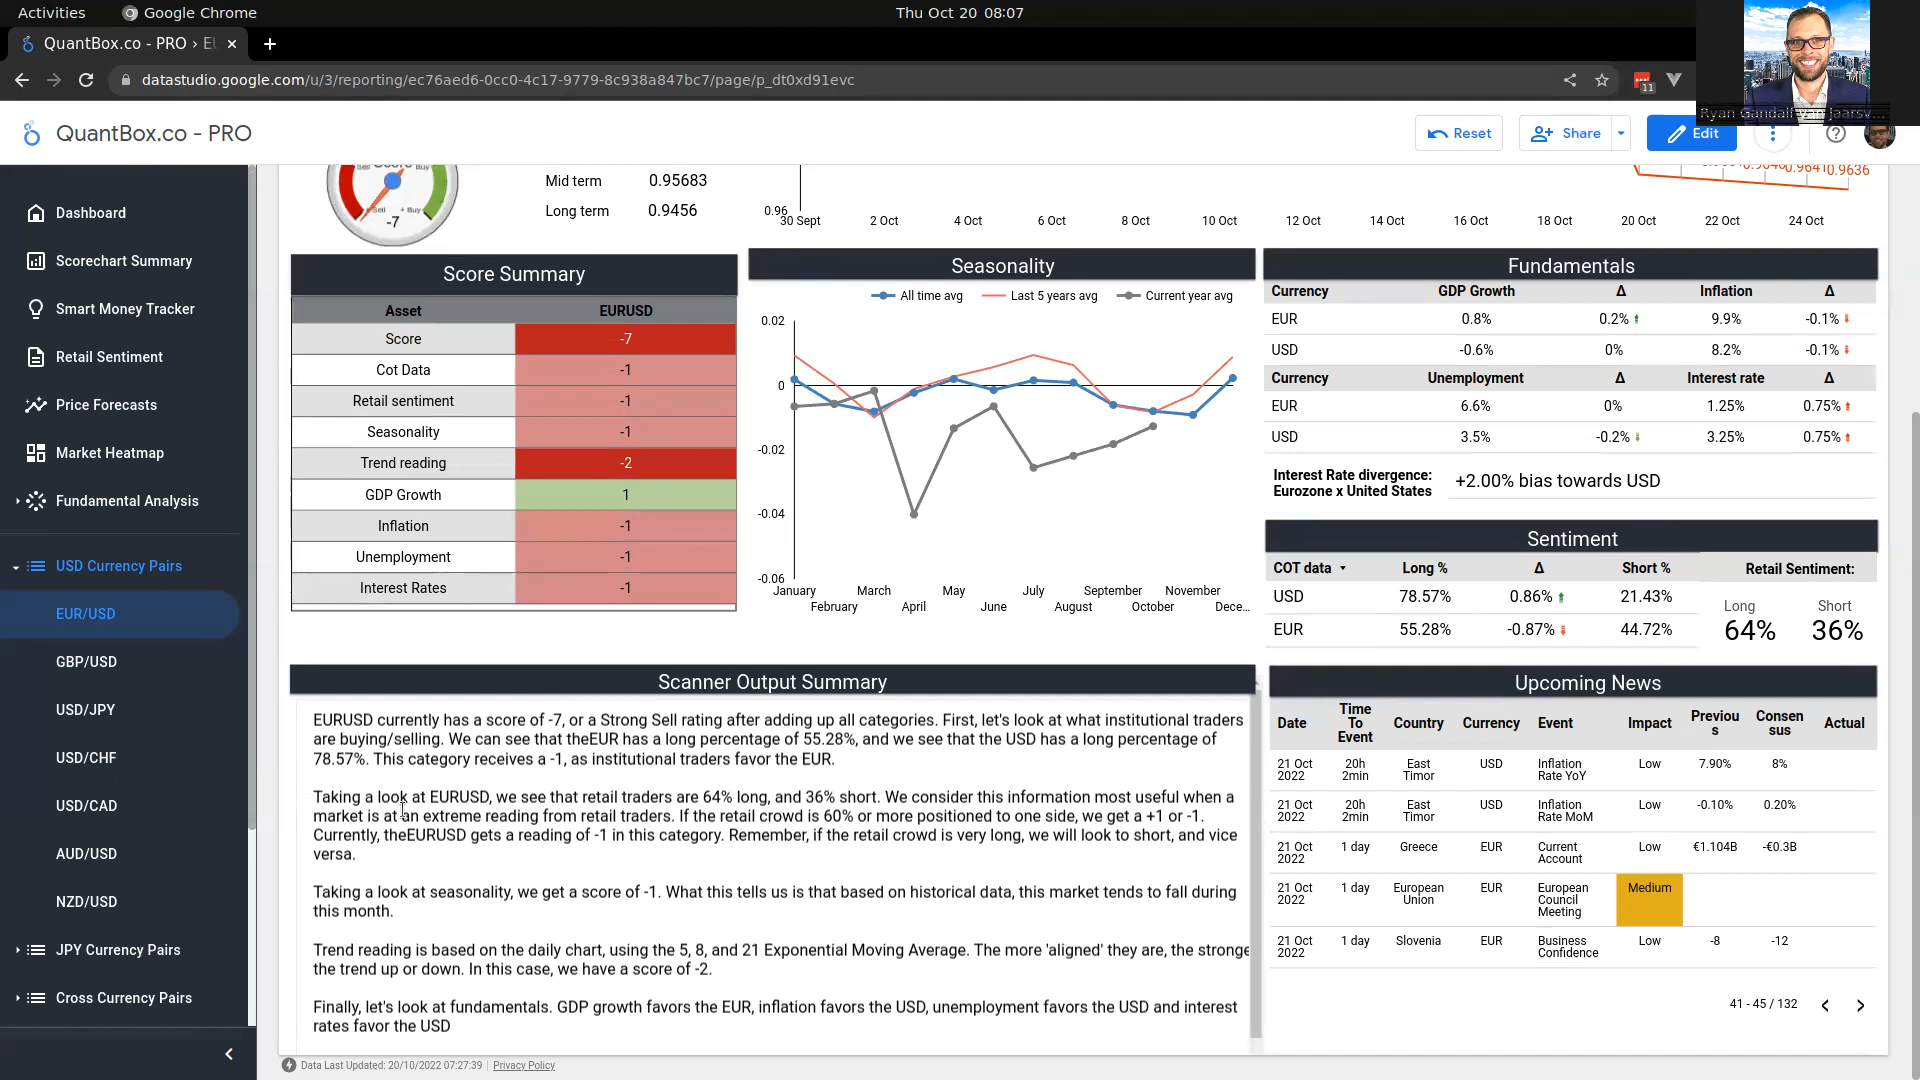 Activities
Google Chrome
Thu Oct 20 08:07
QuantBox.co - PRO › EU
datastudio.google.com/u/3/reporting/ec76aed6-0cc0-4c17-9779-8c938a847bc7/page/p_dt0xd91evc
11
QuantBox.co - PRO
Reset
Share
Edit
Dashboard
Scorechart Summary
Smart Money Tracker
Retail Sentiment
Price Forecasts
Market Heatmap
Fundamental Analysis
USD Currency Pairs
EUR/USD
GBP/USD
USD/JPY
USD/CHF
USD/CAD
AUD/USD
NZD/USD
JPY Currency Pairs
Cross Currency Pairs
-7
Mid term 0.95683
Long term 0.9456
0.9636
0.96
30 Sept 2 Oct 4 Oct 6 Oct 8 Oct 10 Oct 12 Oct 14 Oct 16 Oct 18 Oct 20 Oct 22 Oct 24 Oct
Score Summary
Asset EURUSD
Score -7
Cot Data -1
Retail sentiment -1
Seasonality -1
Trend reading -2
GDP Growth 1
Inflation -1
Unemployment -1
Interest Rates -1
Seasonality
All time avg Last 5 years avg Current year avg
0.02
0
-0.02
-0.04
-0.06
January March May July September November
February April June August October Dece...
Fundamentals
Currency GDP Growth Δ Inflation Δ
EUR 0.8% 0.2% 9.9% -0.1%
USD -0.6% 0% 8.2% -0.1%
Currency Unemployment Δ Interest rate Δ
EUR 6.6% 0% 1.25% 0.75%
USD 3.5% -0.2% 3.25% 0.75%
Interest Rate divergence:
Eurozone x United States
+2.00% bias towards USD
Sentiment
COT data Long % Δ Short %
USD 78.57% 0.86% 21.43%
EUR 55.28% -0.87% 44.72%
Retail Sentiment:
Long Short
64% 36%
Scanner Output Summary
EURUSD currently has a score of -7, or a Strong Sell rating after adding up all categories. First, let's look at what institutional traders
are buying/selling. We can see that theEUR has a long percentage of 55.28%, and we see that the USD has a long percentage of
78.57%. This category receives a -1, as institutional traders favor the EUR.
Taking a look at EURUSD, we see that retail traders are 64% long, and 36% short. We consider this information most useful when a
market is at an extreme reading from retail traders. If the retail crowd is 60% or more positioned to one side, we get a +1 or -1.
Currently, theEURUSD gets a reading of -1 in this category. Remember, if the retail crowd is very long, we will look to short, and vice
versa.
Taking a look at seasonality, we get a score of -1. What this tells us is that based on historical data, this market tends to fall during
this month.
Trend reading is based on the daily chart, using the 5, 8, and 21 Exponential Moving Average. The more 'aligned' they are, the stronge
the trend up or down. In this case, we have a score of -2.
Finally, let's look at fundamentals. GDP growth favors the EUR, inflation favors the USD, unemployment favors the USD and interest
rates favor the USD
Upcoming News
Date Time To Event Country Currency Event Impact Previou s Consen sus Actual
21 Oct 2022 20h 2min East Timor USD Inflation Rate YoY Low 7.90% 8%
21 Oct 2022 20h 2min East Timor USD Inflation Rate MoM Low -0.10% 0.20%
21 Oct 2022 1 day Greece EUR Current Account Low €1.104B -€0.3B
21 Oct 2022 1 day European Union EUR European Council Meeting Medium
21 Oct 2022 1 day Slovenia EUR Business Confidence Low -8 -12
41 - 45 / 132
Data Last Updated: 20/10/2022 07:27:39
Privacy Policy